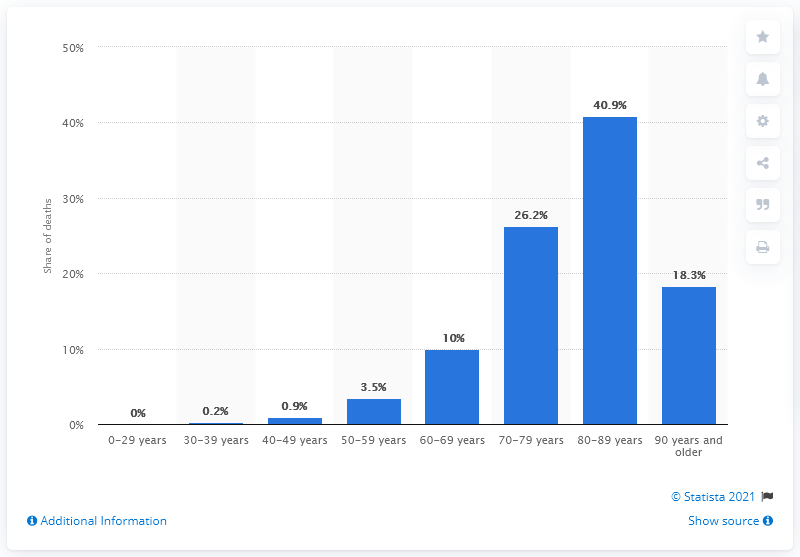 50%
40%
30%
20%
10%
0%
Share of deaths
0%
0.2%
0.9%
3.5%
10%
26.2%
40.9%
18.3%
0-29 years
30-39 years
40-49 years
50-59 years
60-69 years
70-79 years
80-89 years
90 years and
older
© Statista 2021
Additional Information
Show source